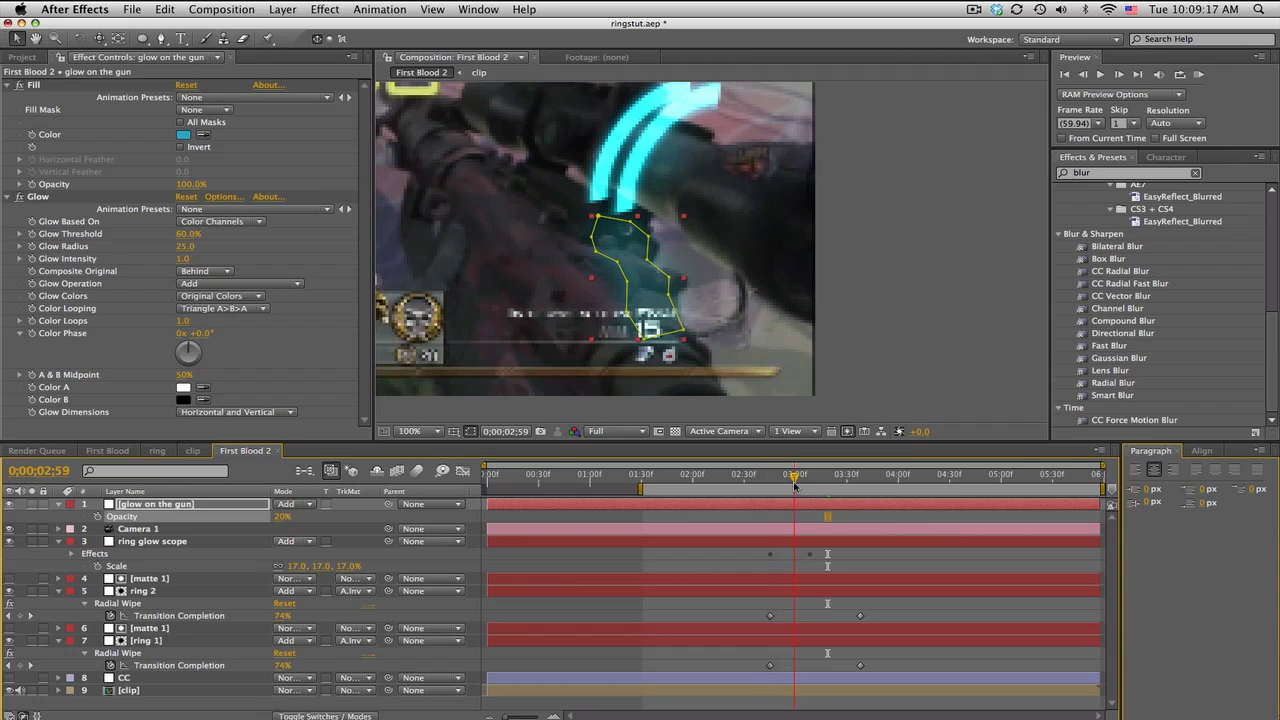 After Effects File Edit Composition Layer Effect Animation View Window Help Tue 10:09:17 AM
ringstut.aep *
Workspace: Standard Search Help
Project Effect Controls: glow on the gun Composition: First Blood 2 Footage: (none) Preview
First Blood 2 • glow on the gun First Blood 2 clip
Fill Reset About...
Animation Presets: None
Fill Mask None
All Masks
Color
Invert
Horizontal Feather 0.0
Vertical Feather 0.0
Opacity 100.0%
Glow Reset Options... About...
Animation Presets: None
Glow Based On Color Channels
Glow Threshold 60.0%
Glow Radius 25.0
Glow Intensity 1.0
Composite Original Behind
Glow Operation Add
Glow Colors Original Colors
Color Looping Triangle A>B>A
Color Loops 1.0
Color Phase 0x +0.0°
A & B Midpoint 50%
Color A
Color B
Glow Dimensions Horizontal and Vertical
15
100% 0;00;02;59 Full Active Camera 1 View +0.0
RAM Preview Options
Frame Rate Skip Resolution
(59.94) 1 Auto
From Current Time Full Screen
Effects & Presets Character
blur
AE7
EasyReflect_Blurred
CS3 + CS4
EasyReflect_Blurred
Blur & Sharpen
Bilateral Blur
Box Blur
CC Radial Blur
CC Radial Fast Blur
CC Vector Blur
Channel Blur
Compound Blur
Directional Blur
Fast Blur
Gaussian Blur
Lens Blur
Radial Blur
Smart Blur
Time
CC Force Motion Blur
Render Queue First Blood ring clip First Blood 2
0;00;02;59
:00f 00:30f 01:00f 01:30f 02:00f 02:30f 03:00f 03:30f 04:00f 04:30f 05:00f 05:30f 06:
# Layer Name Mode T TrkMat Parent
1 [glow on the gun] Add None
Opacity 20%
2 Camera 1 None
3 ring glow scope Add None
Effects
Scale 17.0, 17.0, 17.0%
4 [matte 1] Nor... No... None
5 ring 2 Add A.Inv None
Radial Wipe Reset .....
Transition Completion 74%
6 [matte 1] Nor... No... None
7 [ring 1] Add A.Inv None
Radial Wipe Reset .....
Transition Completion 74%
8 CC Nor... No... None
9 [clip] Nor... No... None
Toggle Switches / Modes
Paragraph Align
0 px 0 px 0 px
0 px 0 px